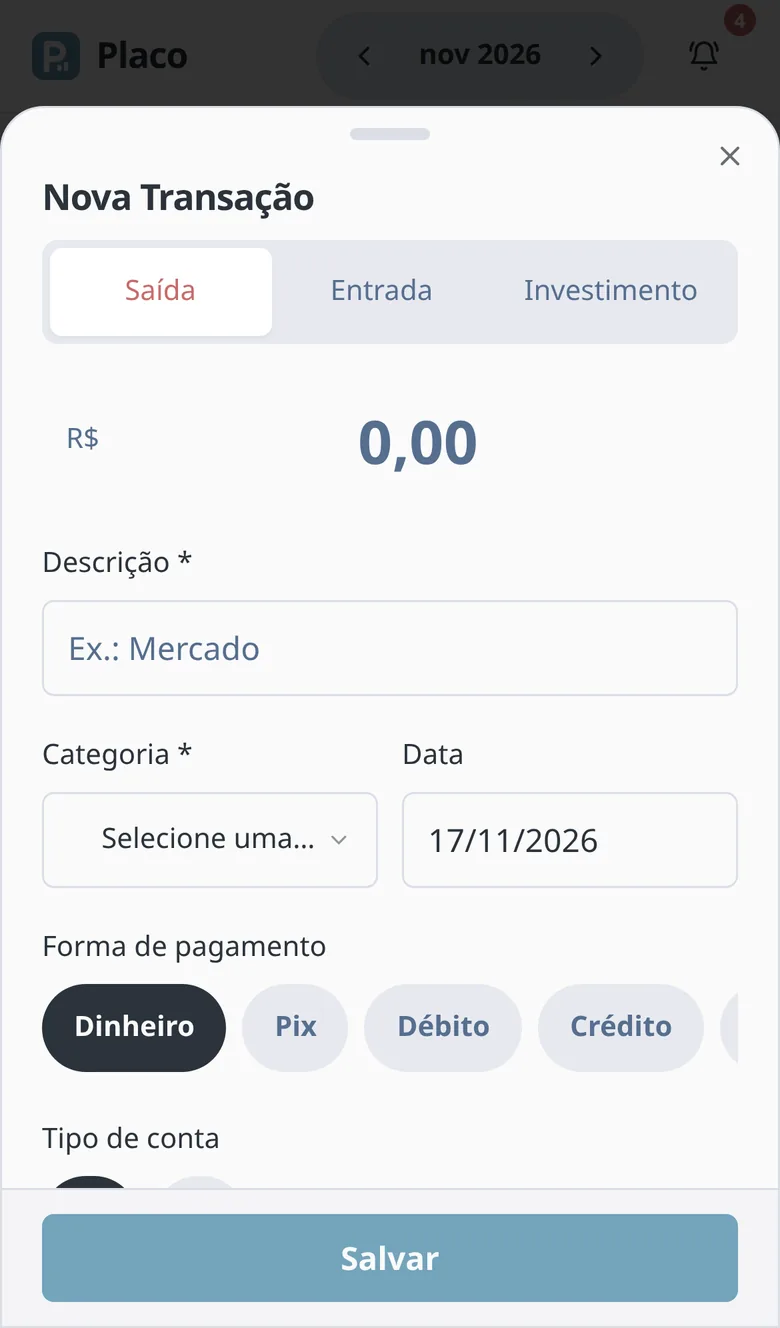 Placo
nov 2026
4
Nova Transação
Saída Entrada Investimento
R$ 0,00
Descrição *
Ex.: Mercado
Categoria * Data
Selecione uma... 17/11/2026
Forma de pagamento
Dinheiro Pix Débito Crédito
Tipo de conta
Salvar